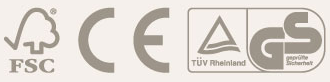 FSC
CE
TÜV Rheinland
GS
geprüfte
Sicherheit